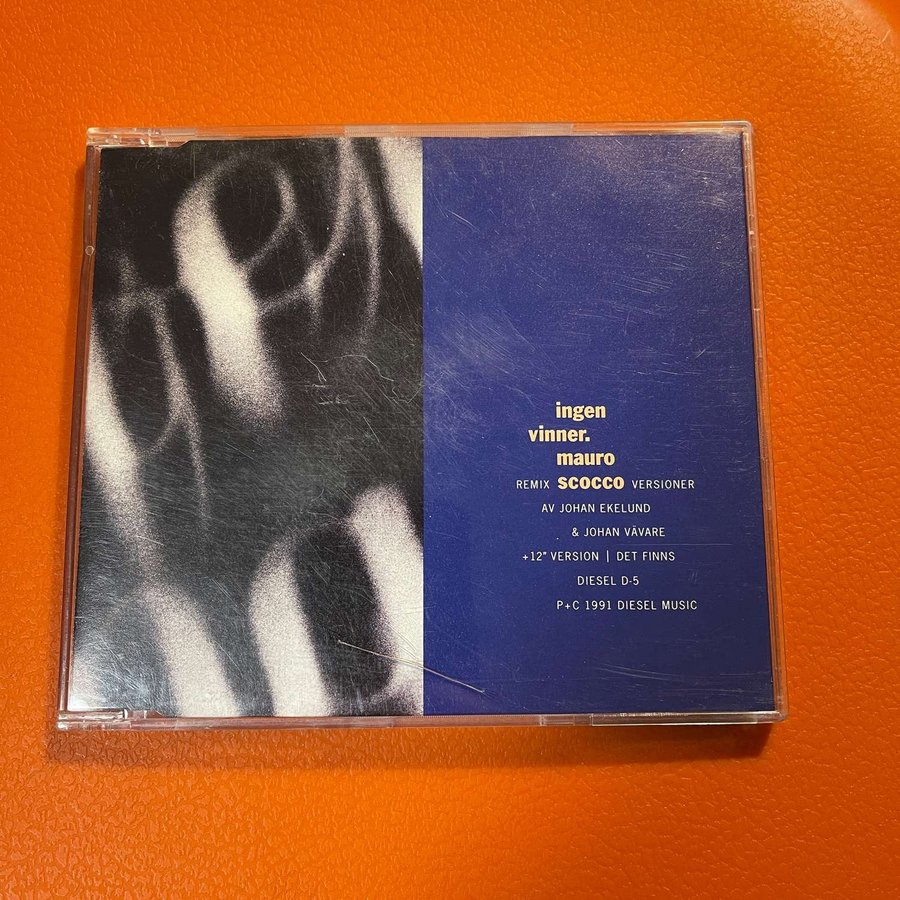 ingen
vinner.
mauro
REMIX scocco VERSIONER
AV JOHAN EKELUND
& JOHAN VÄVARE
+12" VERSION | DET FINNS
DIESEL D-5
P+C 1991 DIESEL MUSIC